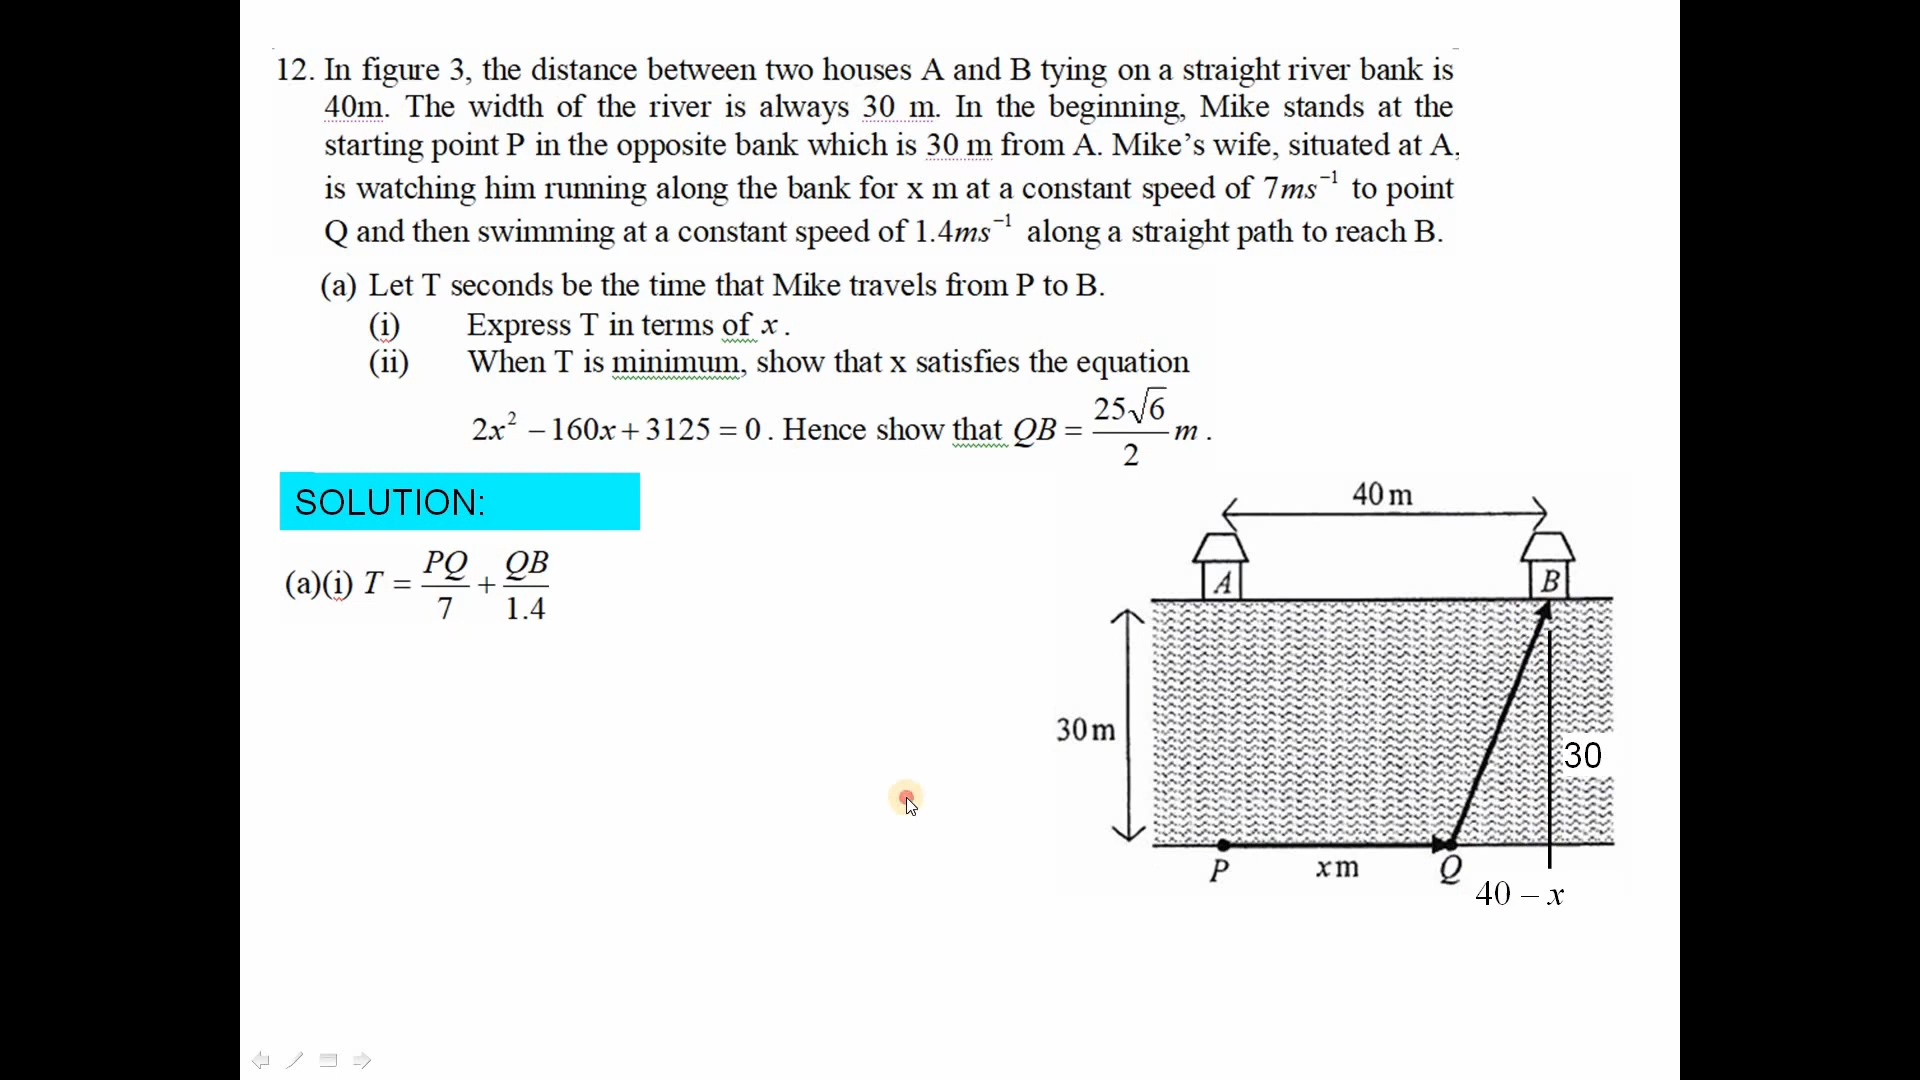 12. In figure 3, the distance between two houses A and B tying on a straight river bank is
40m. The width of the river is always 30 m. In the beginning, Mike stands at the
starting point P in the opposite bank which is 30 m from A. Mike's wife, situated at A,
is watching him running along the bank for x m at a constant speed of 7ms⁻¹ to point
Q and then swimming at a constant speed of 1.4ms⁻¹ along a straight path to reach B.
(a) Let T seconds be the time that Mike travels from P to B.
(i) Express T in terms of x.
(ii) When T is minimum, show that x satisfies the equation
2x² − 160x + 3125 = 0. Hence show that QB = 25√6/2 m.
SOLUTION:
(a)(i) T = PQ/7 + QB/1.4
40 m
A
B
30 m
30
P
x m
Q
40 − x